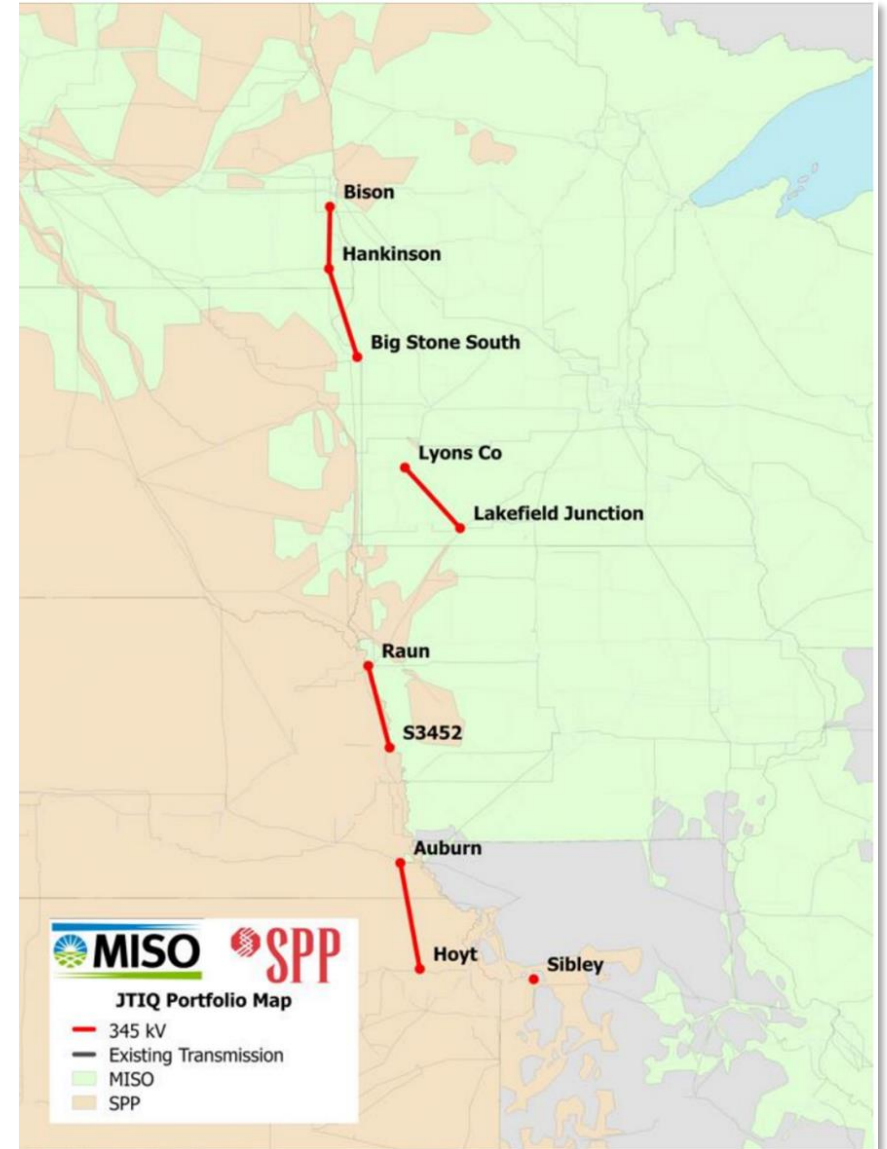 Bison
Hankinson
Big Stone South
Lyons Co
Lakefield Junction
Raun
S3452
Auburn
Hoyt
Sibley
MISO SPP
JTIQ Portfolio Map
345 kV
Existing Transmission
MISO
SPP